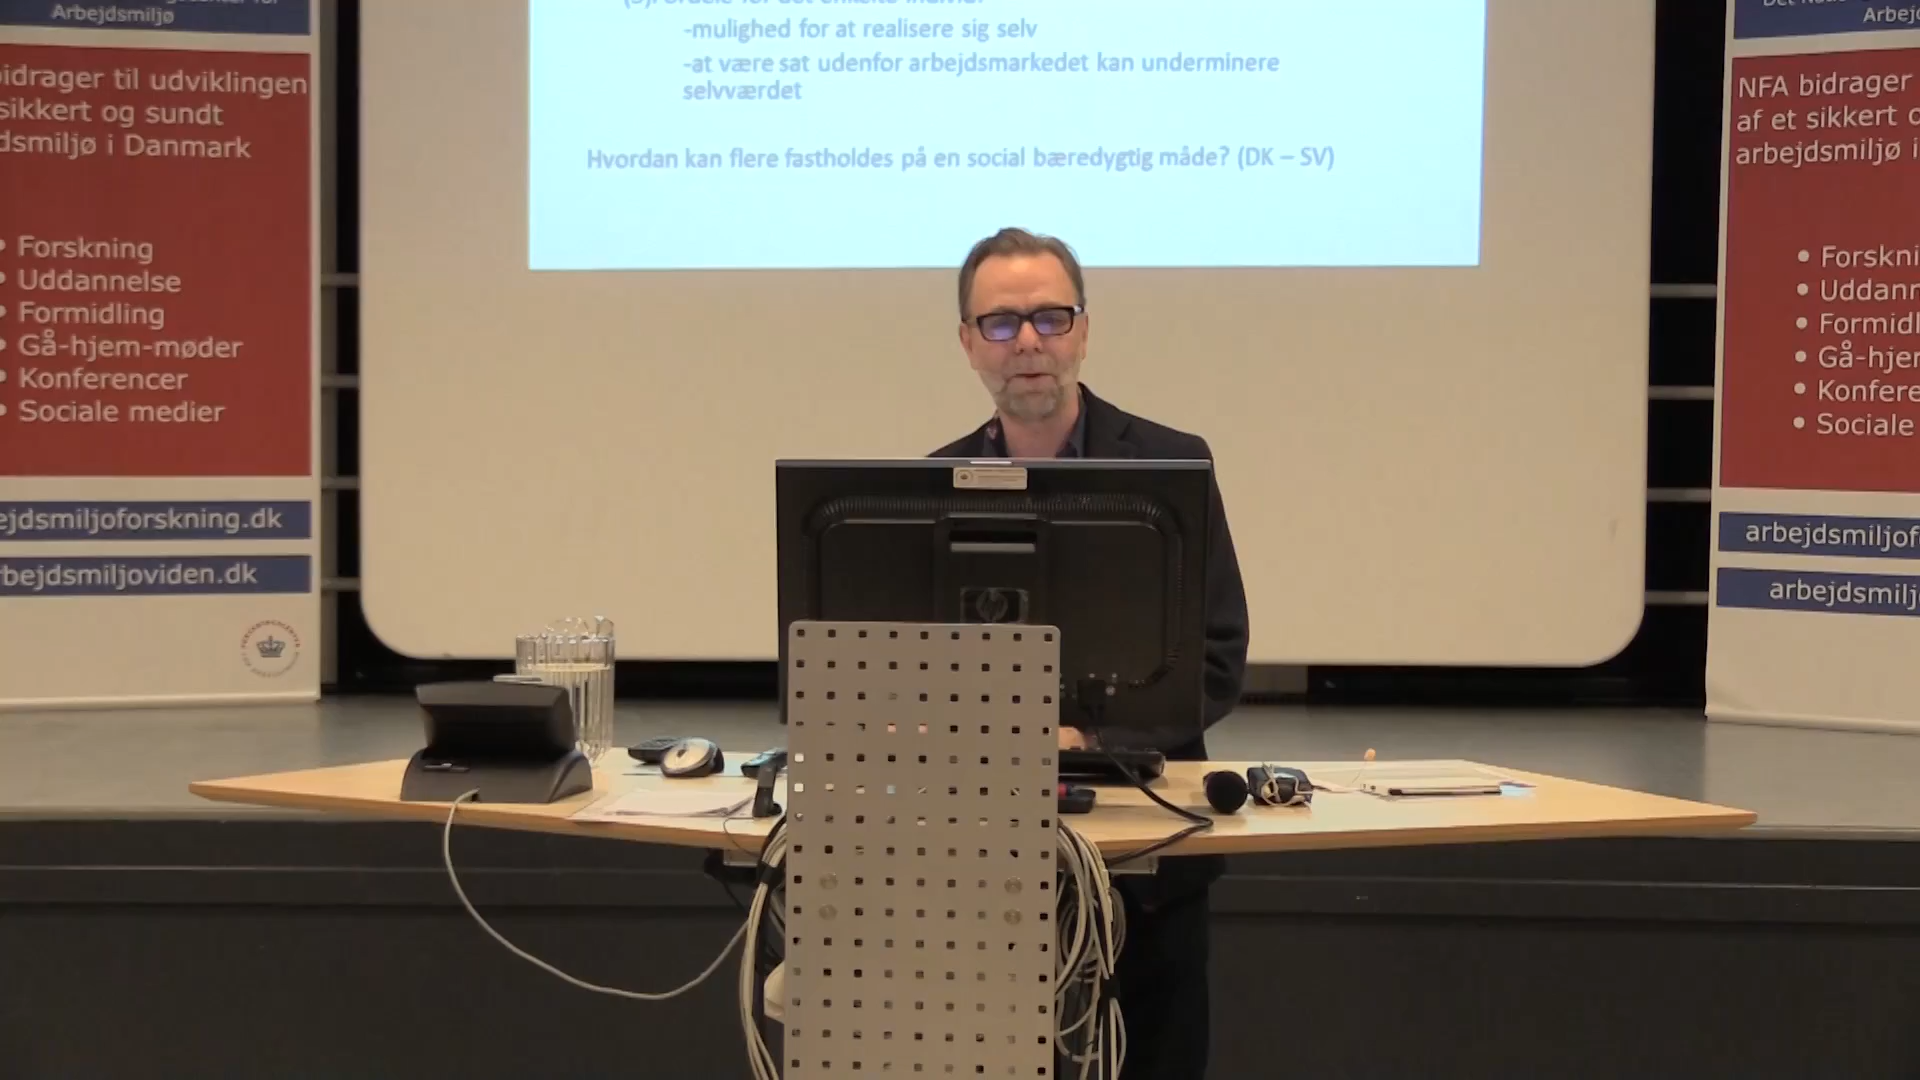 Arbejdsmiljø
bidrager til udviklingen
sikkert og sundt
dsmiljø i Danmark
• Forskning
• Uddannelse
• Formidling
• Gå-hjem-møder
• Konferencer
• Sociale medier
ejdsmiljoforskning.dk
bejdsmiljoviden.dk
-mulighed for at realisere sig selv
-at være sat udenfor arbejdsmarkedet kan underminere
selvværdet
Hvordan kan flere fastholdes på en social bæredygtig måde? (DK – SV)
hp
Arbejd
NFA bidrager
af et sikkert o
arbejdsmiljø i
• Forskni
• Uddann
• Formidl
• Gå-hjem
• Konfere
• Sociale
arbejdsmiljof
arbejdsmilj